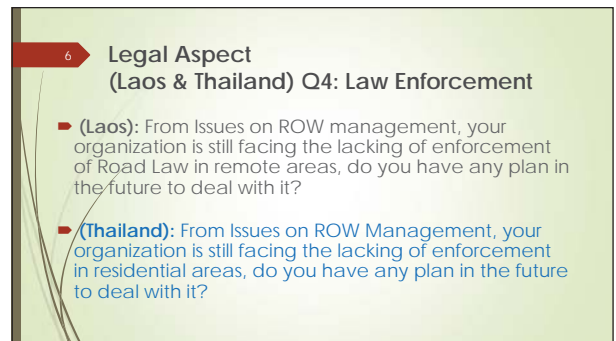 6
Legal Aspect
(Laos & Thailand) Q4: Law Enforcement
(Laos): From Issues on ROW management, your
organization is still facing the lacking of enforcement
of Road Law in remote areas, do you have any plan in
the future to deal with it?
(Thailand): From Issues on ROW Management, your
organization is still facing the lacking of enforcement
in residential areas, do you have any plan in the future
to deal with it?